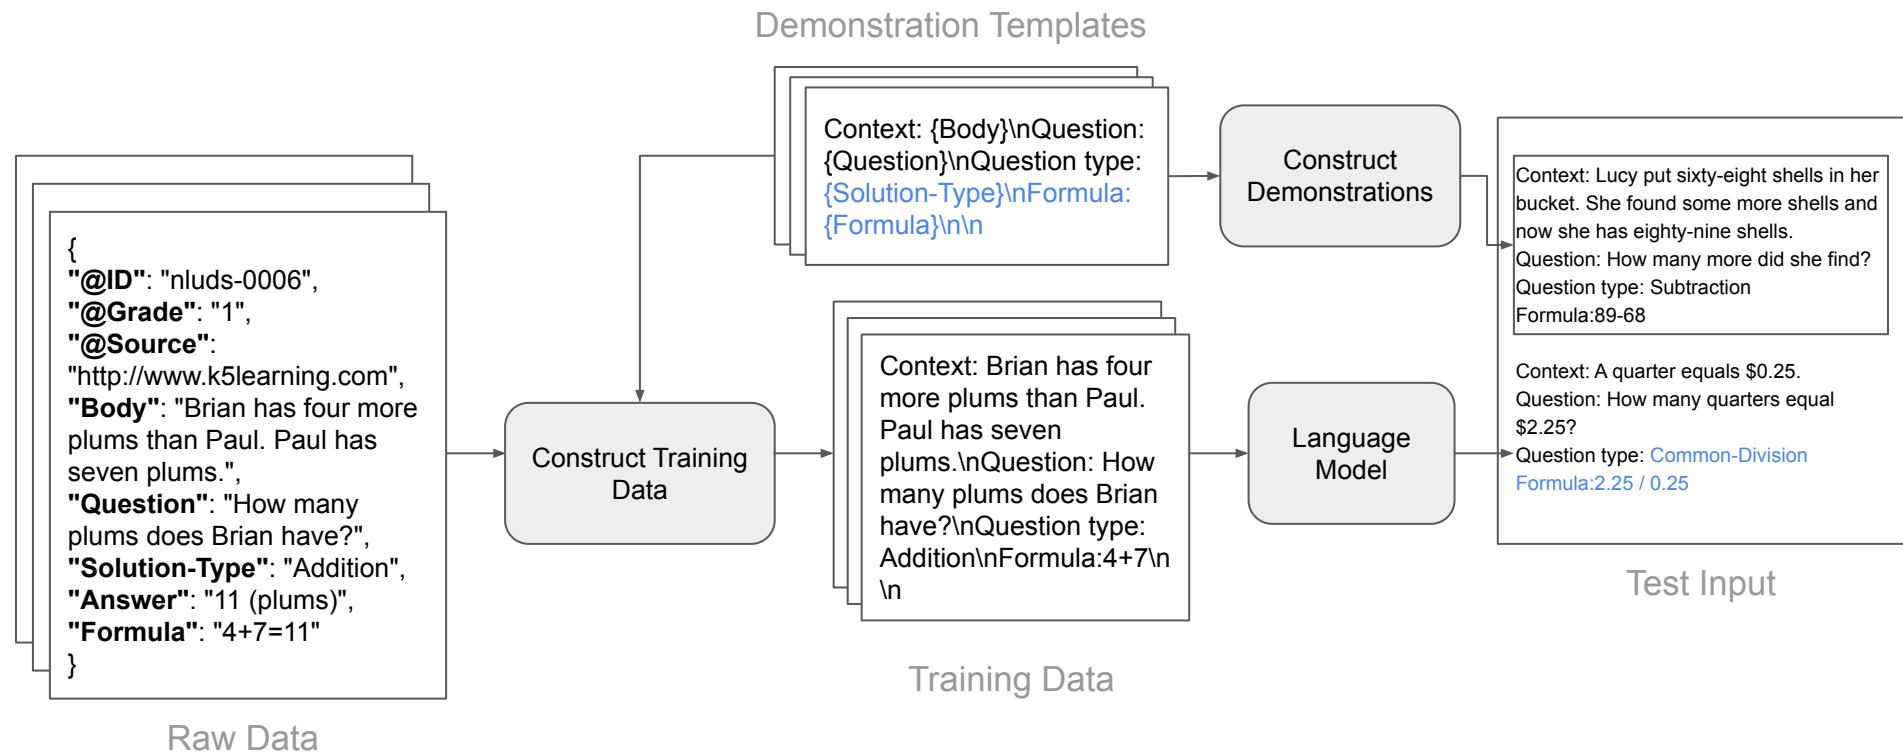 Demonstration Templates
Context: {Body}\nQuestion:
{Question}\nQuestion type:
{Solution-Type}\nFormula:
{Formula}\n\n
Construct
Demonstrations
{
"@ID": "nluds-0006",
"@Grade": "1",
"@Source":
"http://www.k5learning.com",
"Body": "Brian has four more
plums than Paul. Paul has
seven plums.",
"Question": "How many
plums does Brian have?",
"Solution-Type": "Addition",
"Answer": "11 (plums)",
"Formula": "4+7=11"
}
Raw Data
Construct Training
Data
Context: Brian has four
more plums than Paul.
Paul has seven
plums.\nQuestion: How
many plums does Brian
have?\nQuestion type:
Addition\nFormula:4+7\n
\n
Training Data
Language
Model
Context: Lucy put sixty-eight shells in her
bucket. She found some more shells and
now she has eighty-nine shells.
Question: How many more did she find?
Question type: Subtraction
Formula:89-68
Context: A quarter equals $0.25.
Question: How many quarters equal
$2.25?
Question type: Common-Division
Formula:2.25 / 0.25
Test Input